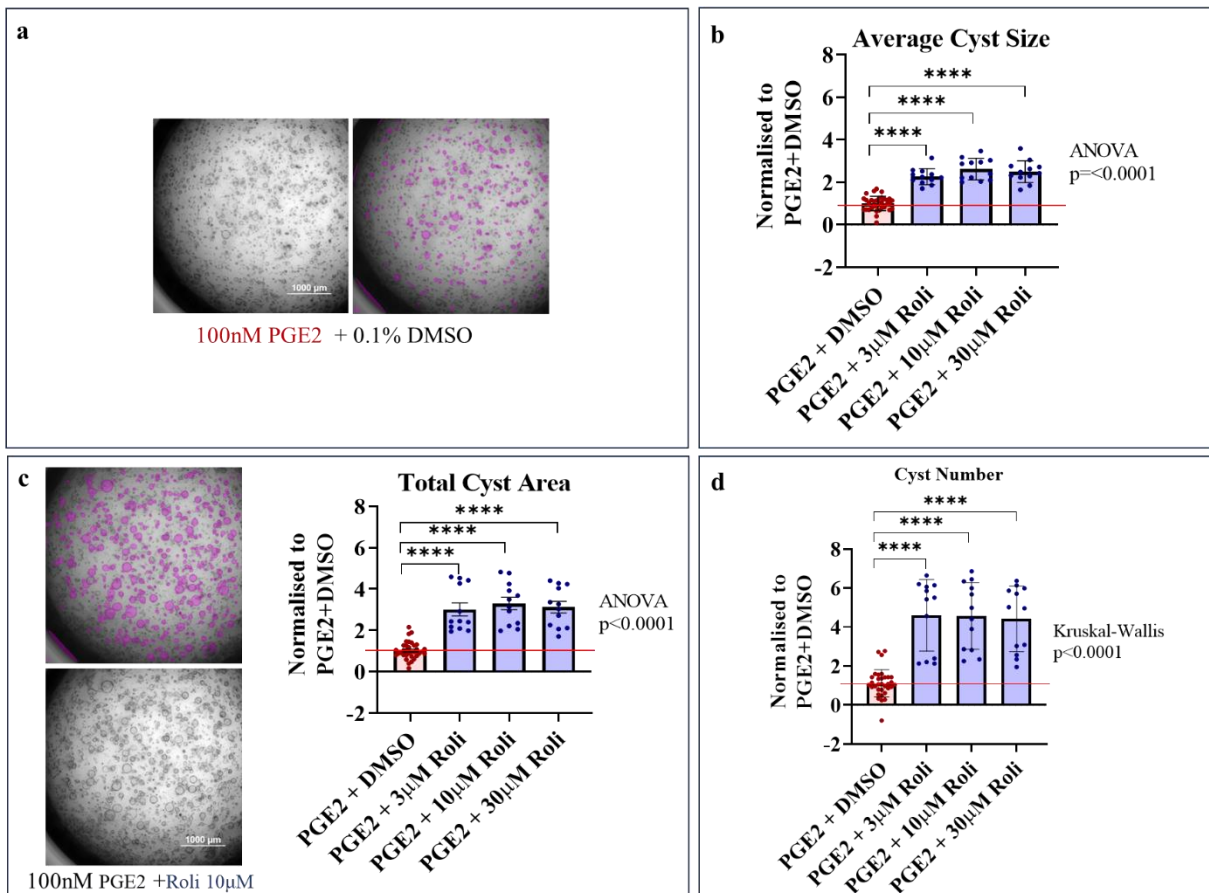 a
1000 µm
100nM PGE2 + 0.1% DMSO
b
Average Cyst Size
Normalised to
PGE2+DMSO
8
6
4
2
0
-2
****
****
****
ANOVA
p=<0.0001
PGE2 + DMSO
PGE2 + 3µM Roli
PGE2 + 10µM Roli
PGE2 + 30µM Roli
c
1000 µm
100nM PGE2 +Roli 10µM
Total Cyst Area
Normalised to
PGE2+DMSO
8
6
4
2
0
-2
****
****
****
ANOVA
p<0.0001
PGE2 + DMSO
PGE2 + 3µM Roli
PGE2 + 10µM Roli
PGE2 + 30µM Roli
d
Cyst Number
Normalised to
PGE2+DMSO
8
6
4
2
0
-2
****
****
****
Kruskal-Wallis
p<0.0001
PGE2 + DMSO
PGE2 + 3µM Roli
PGE2 + 10µM Roli
PGE2 + 30µM Roli